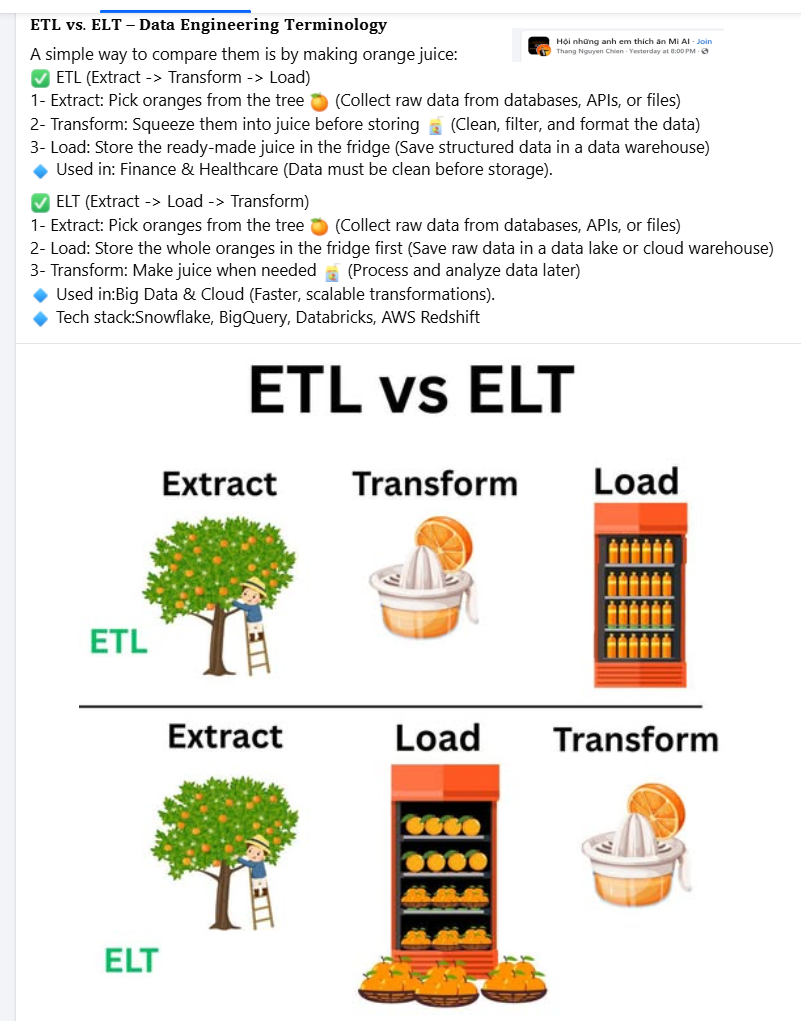 ETL vs. ELT – Data Engineering Terminology
Hội những anh em thích ăn Mì AI · Join
Thang Nguyen Chien · Yesterday at 8:00 PM ·
A simple way to compare them is by making orange juice:
✅ ETL (Extract -> Transform -> Load)
1- Extract: Pick oranges from the tree 🍊 (Collect raw data from databases, APIs, or files)
2- Transform: Squeeze them into juice before storing 🧃 (Clean, filter, and format the data)
3- Load: Store the ready-made juice in the fridge (Save structured data in a data warehouse)
🔹 Used in: Finance & Healthcare (Data must be clean before storage).
✅ ELT (Extract -> Load -> Transform)
1- Extract: Pick oranges from the tree 🍊 (Collect raw data from databases, APIs, or files)
2- Load: Store the whole oranges in the fridge first (Save raw data in a data lake or cloud warehouse)
3- Transform: Make juice when needed 🧃 (Process and analyze data later)
🔹 Used in:Big Data & Cloud (Faster, scalable transformations).
🔹 Tech stack:Snowflake, BigQuery, Databricks, AWS Redshift
ETL vs ELT
Extract Transform Load
ETL
Extract Load Transform
ELT